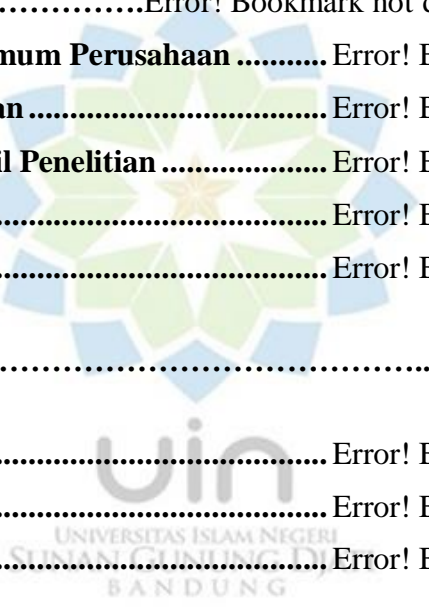 ................Error! Bookmark not
mum Perusahaan ........... Error!
an ..................................... Error!
il Penelitian .................... Error!
........................................ Error!
........................................ Error!
................................................
........................................ Error!
uin
........................................ Error!
UNIVERSITAS ISLAM NEGERI
SUNAN GUNUNG DJATI
........................................ Error!
BANDUNG